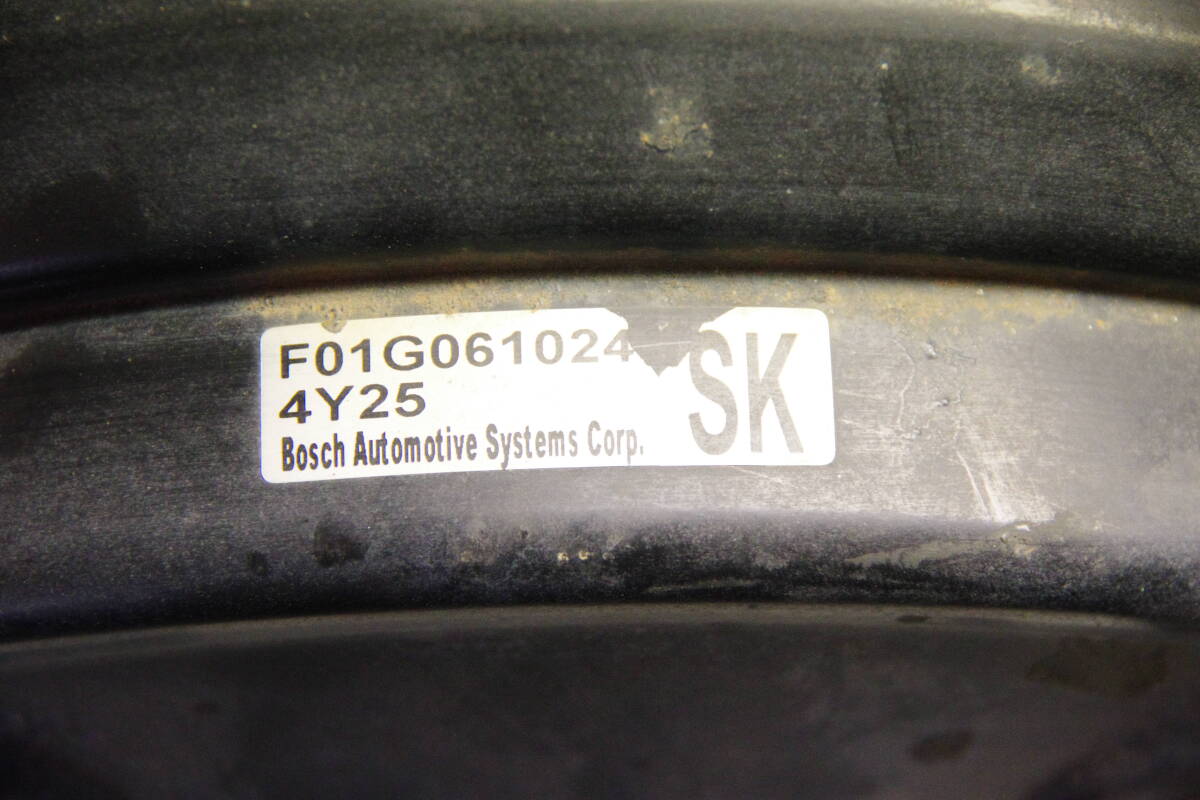 F01G061024
4Y25
Bosch Automotive Systems Corp.
SK